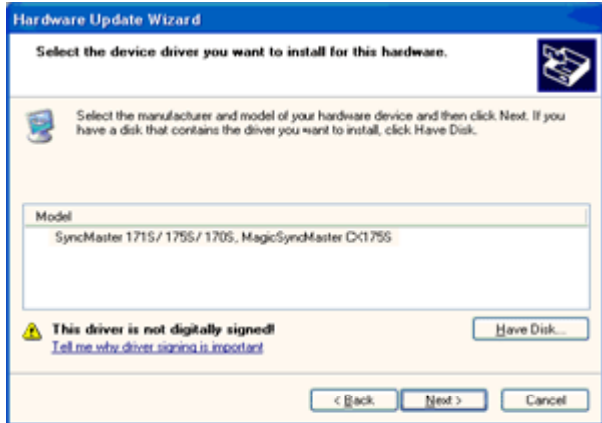 Hardware Update Wizard
Select the device driver you want to install for this hardware.
Select the manufacturer and model of your hardware device and then click Next. If you
have a disk that contains the driver you want to install, click Have Disk.
Model
SyncMaster 171S/ 175S/ 170S, MagicSyncMaster CX175S
This driver is not digitally signed!
Have Disk...
Tell me why driver signing is important
< Back
Next >
Cancel